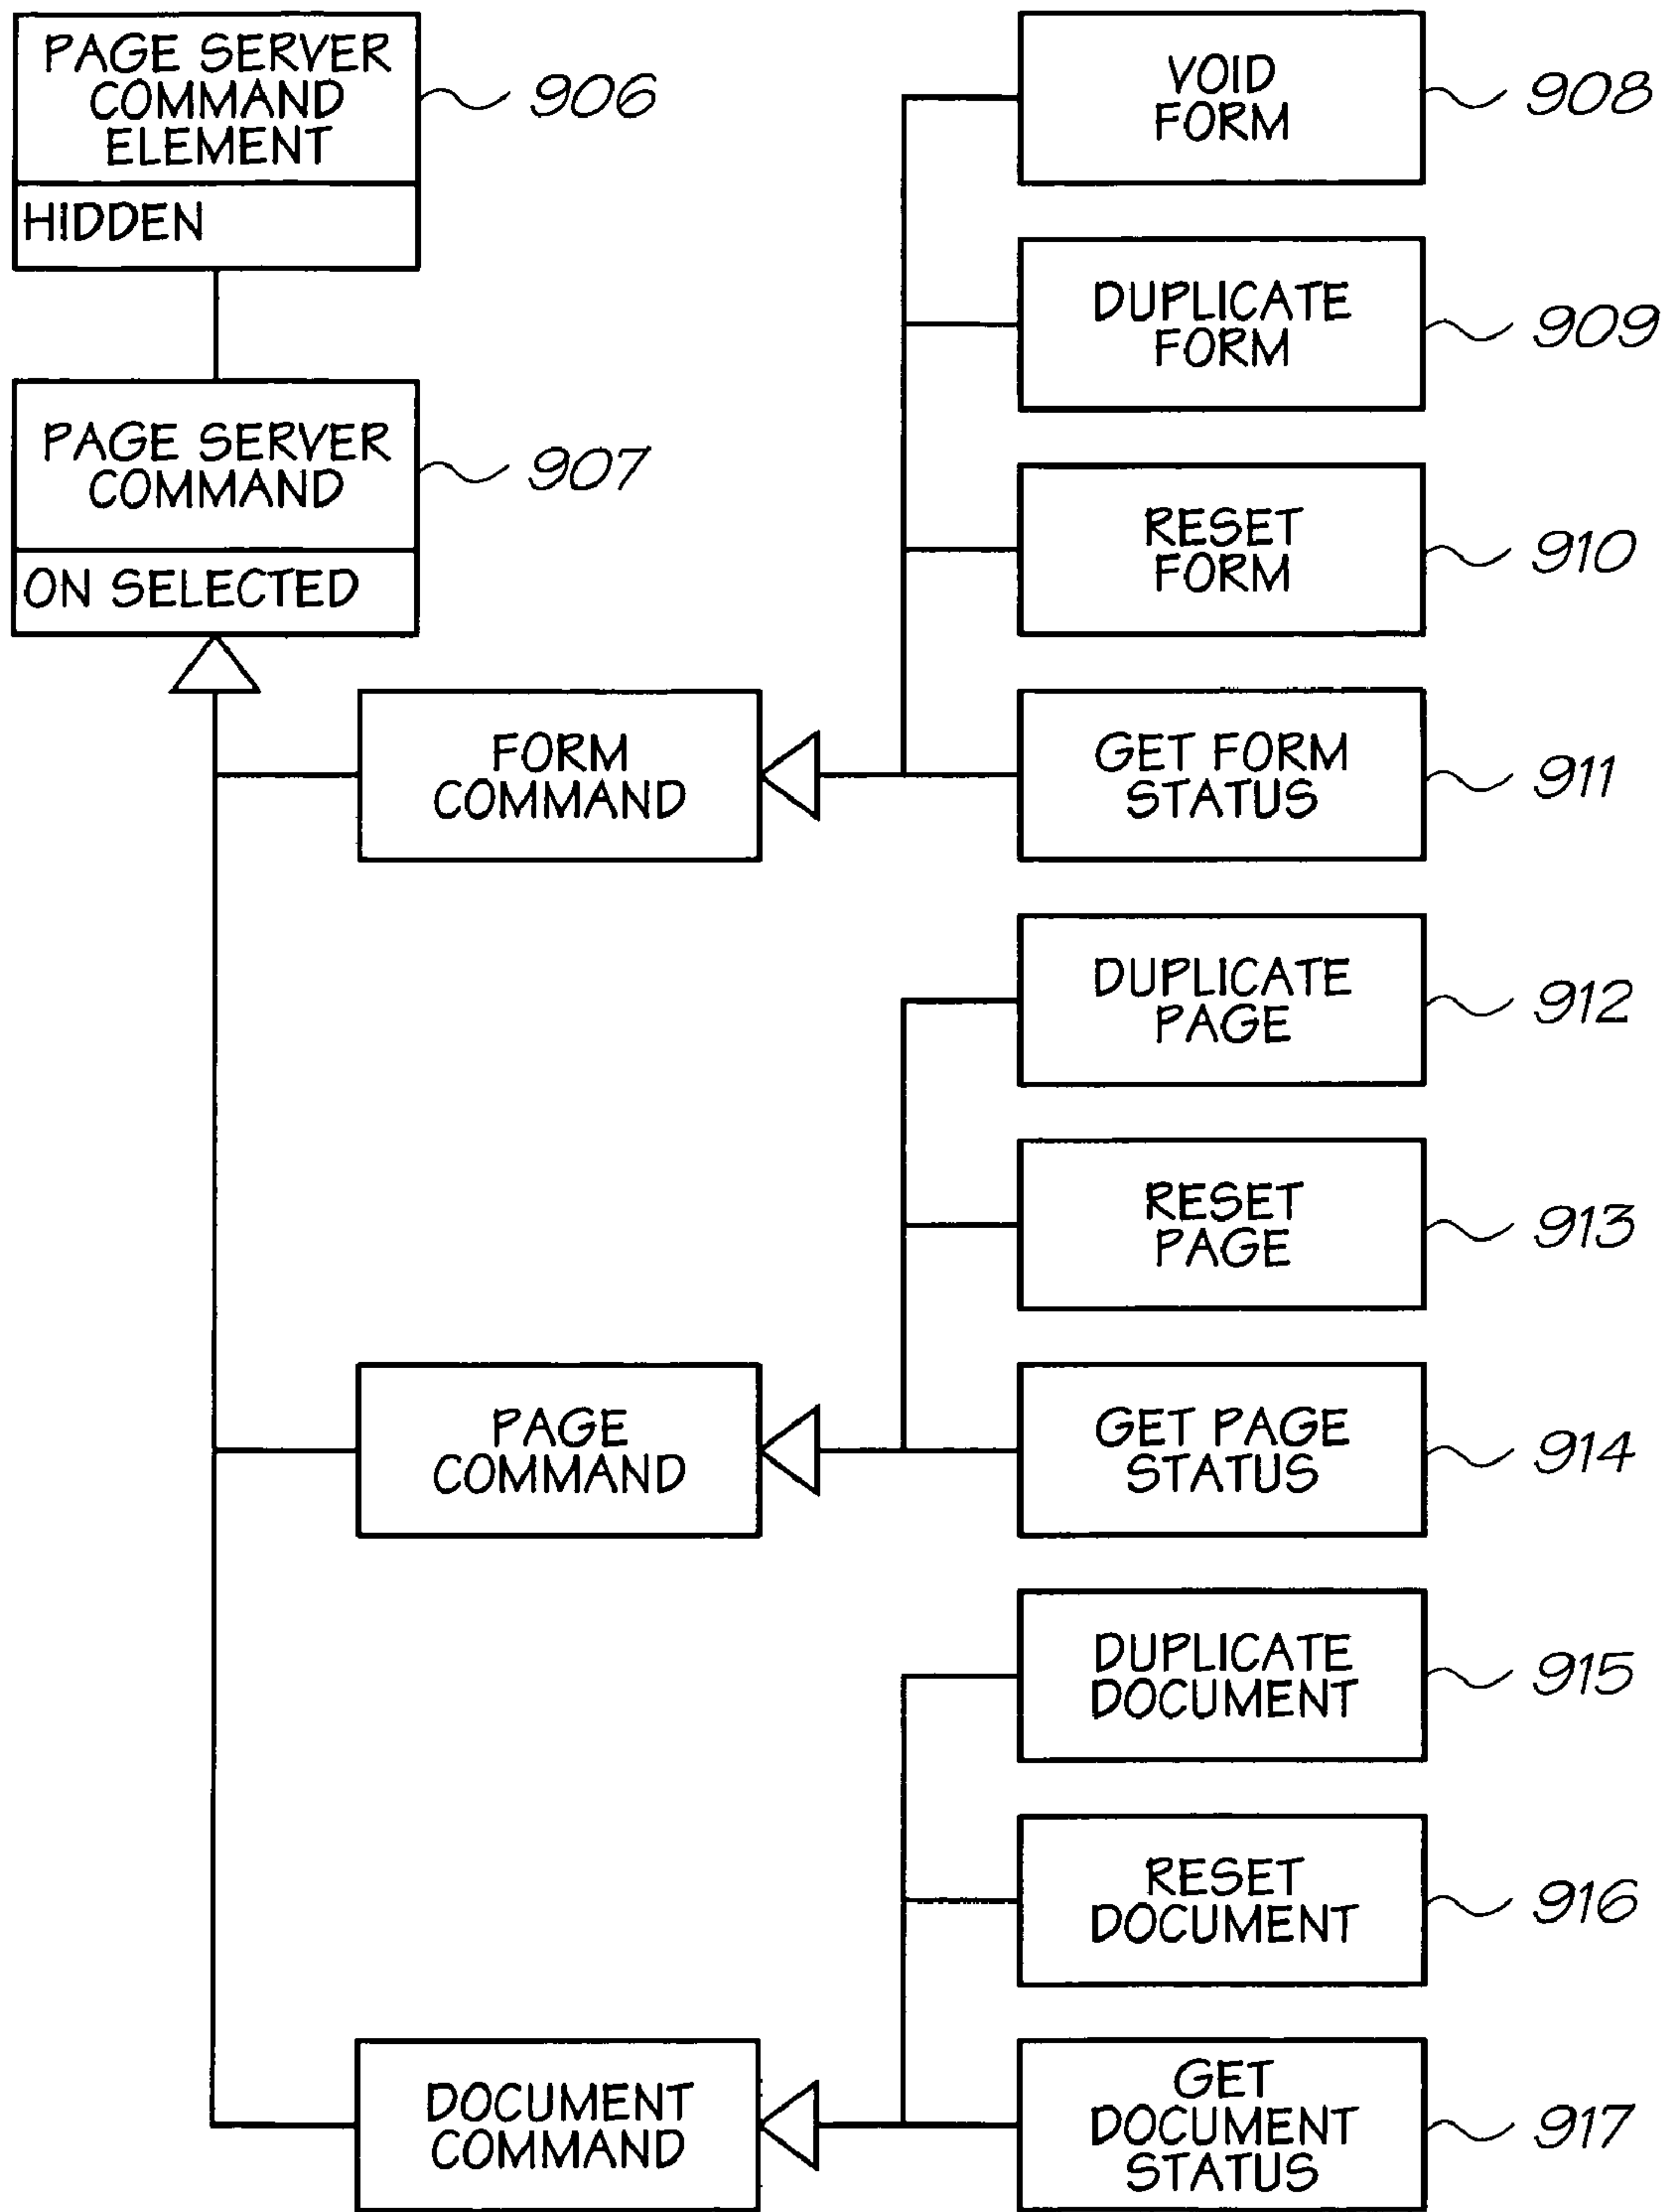 PAGE SERVER
COMMAND
ELEMENT
906
HIDDEN
PAGE SERVER
COMMAND
907
ON SELECTED
VOID
FORM
908
DUPLICATE
FORM
909
RESET
FORM
910
FORM
COMMAND
GET FORM
STATUS
911
DUPLICATE
PAGE
912
RESET
PAGE
913
PAGE
COMMAND
GET PAGE
STATUS
914
DUPLICATE
DOCUMENT
915
RESET
DOCUMENT
916
DOCUMENT
COMMAND
GET
DOCUMENT
STATUS
917